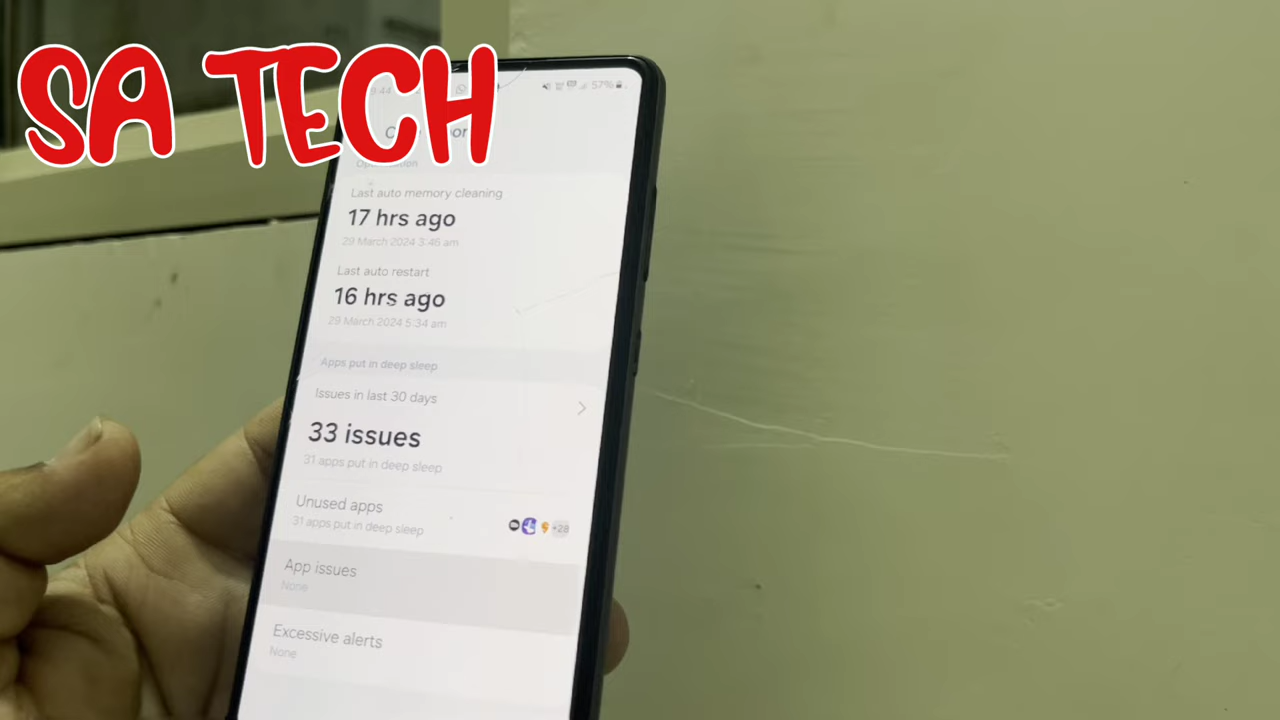 SA TECH
9:44
57%
Last auto memory cleaning
17 hrs ago
29 March 2024 3:46 am
Last auto restart
16 hrs ago
29 March 2024 5:34 am
Apps put in deep sleep
Issues in last 30 days
33 issues
31 apps put in deep sleep
Unused apps
31 apps put in deep sleep
+28
App issues
None
Excessive alerts
None